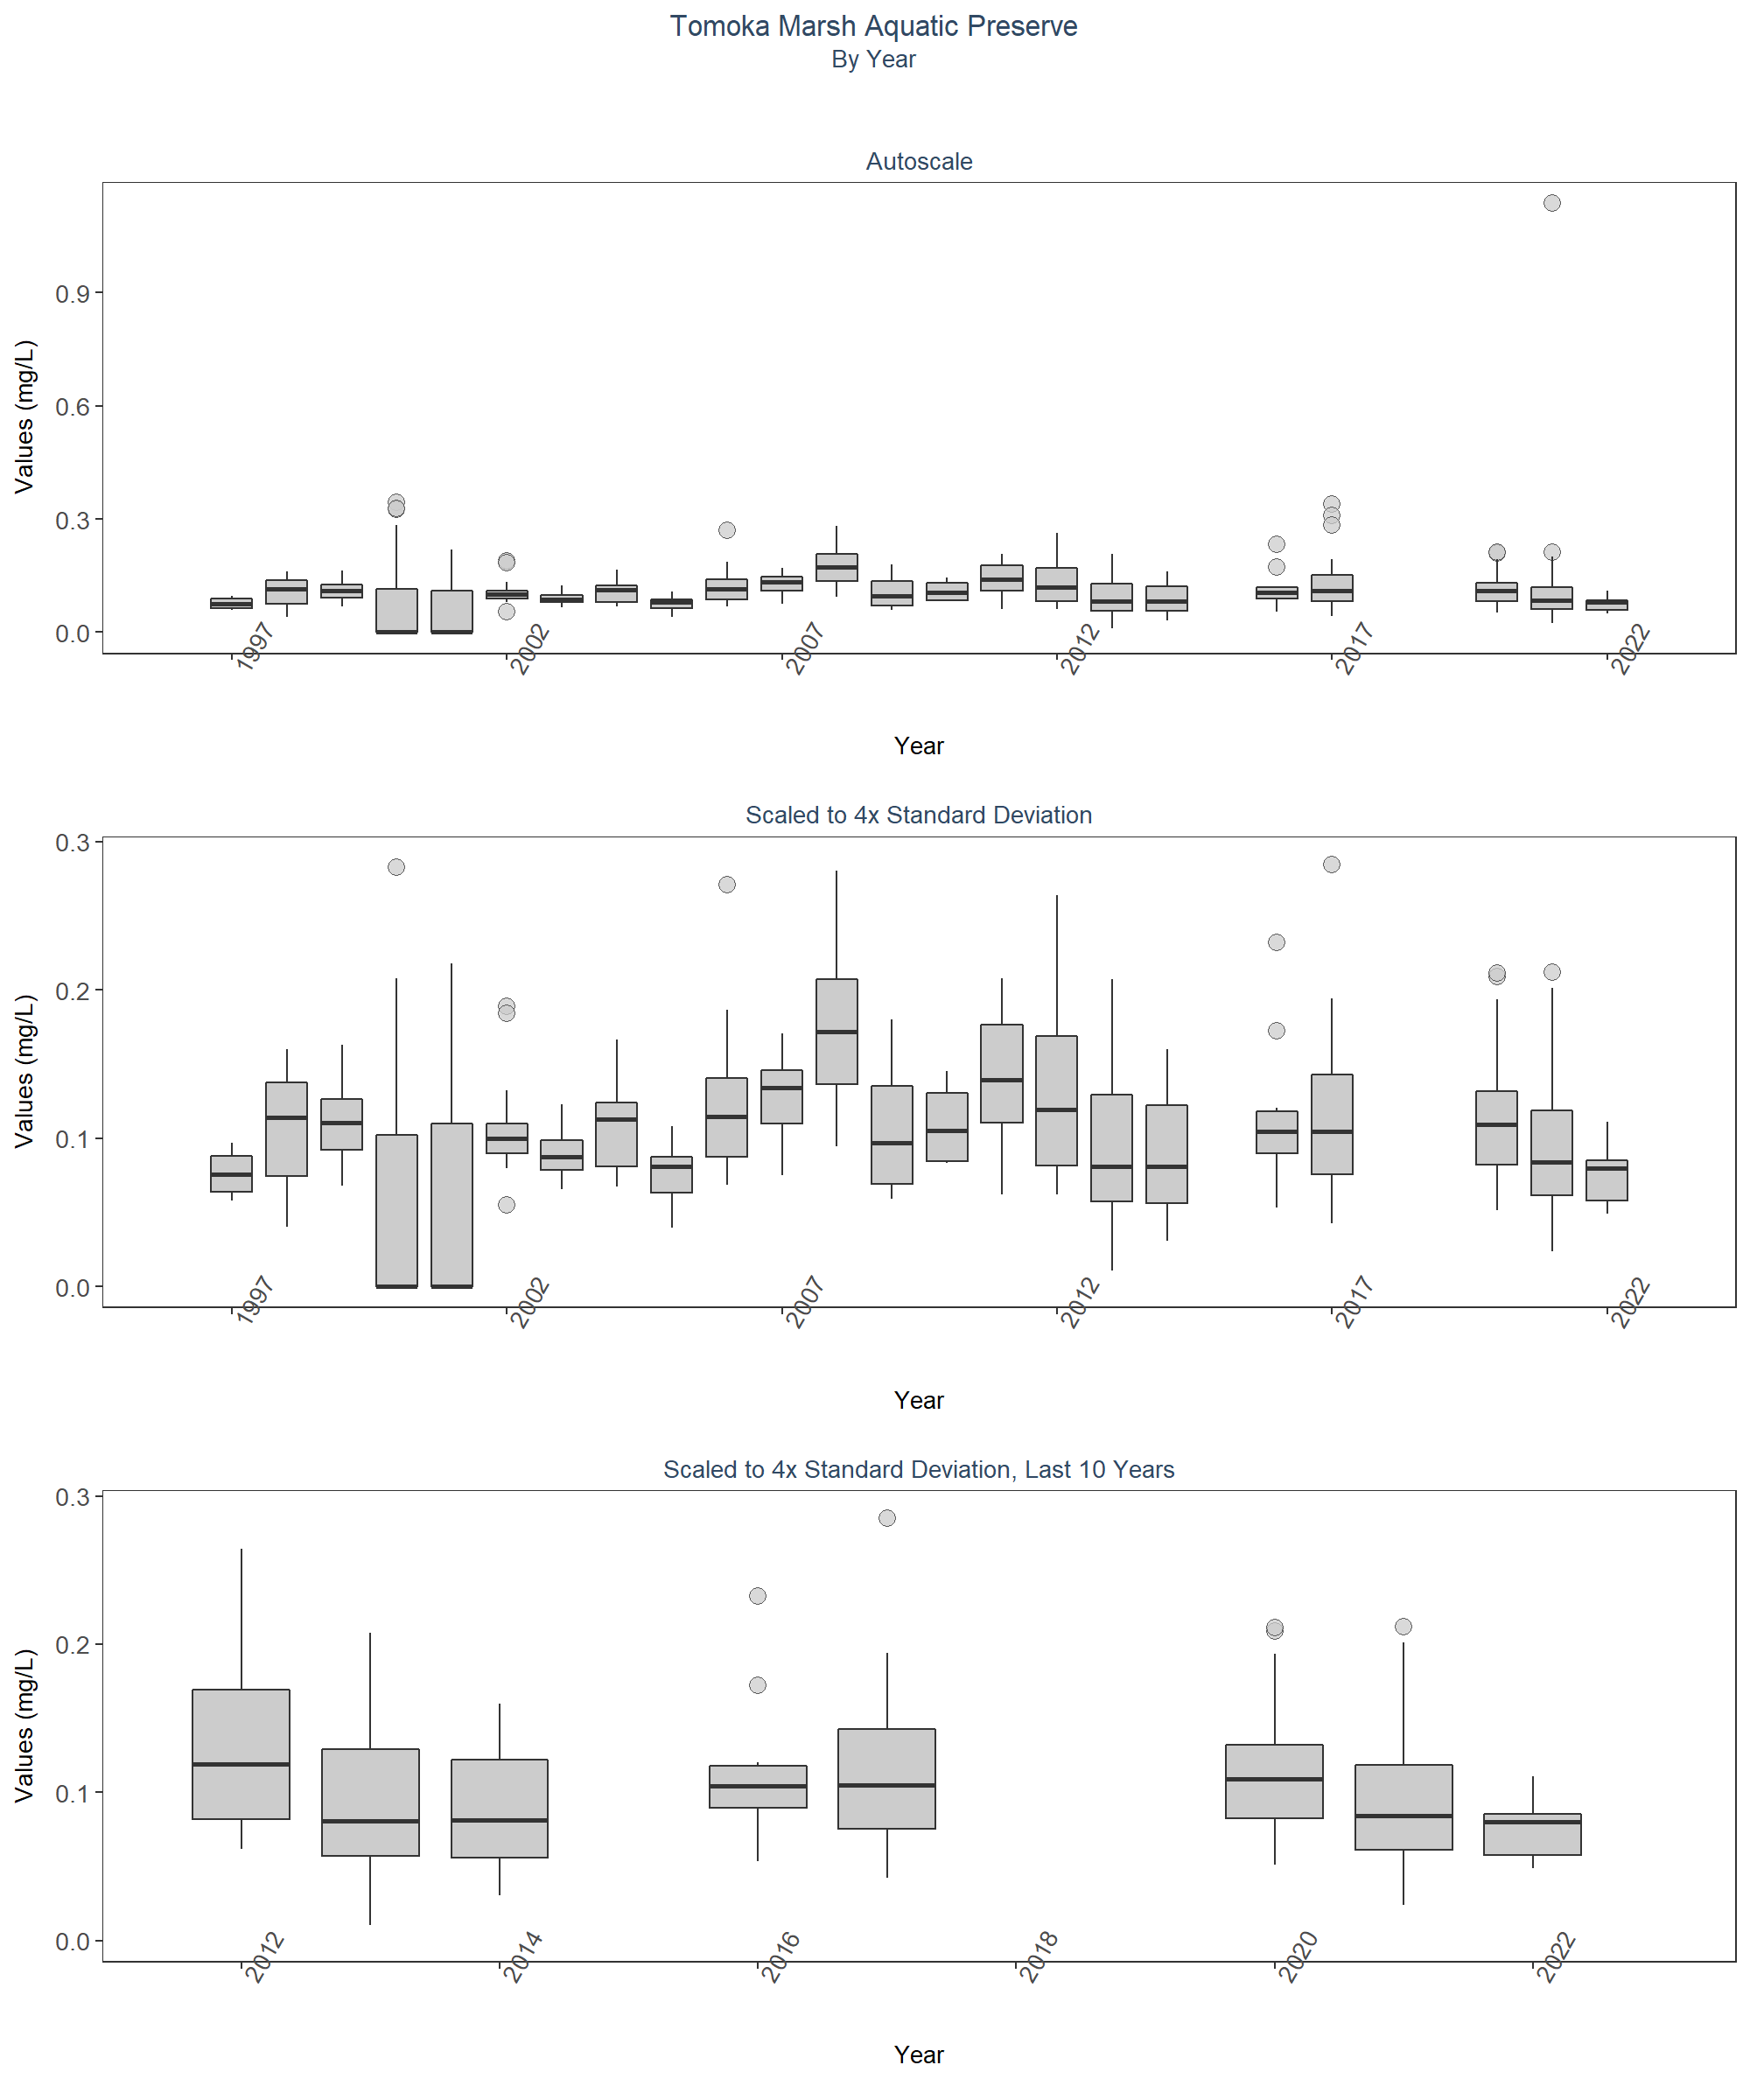 Tomoka Marsh Aquatic Preserve
By Year
Autoscale
Values (mg/L)
0.9
0.6
0.3
0.0
1997
2002
2007
2012
2017
2022
Year
Scaled to 4x Standard Deviation
Values (mg/L)
0.3
0.2
0.1
0.0
1997
2002
2007
2012
2017
2022
Year
Scaled to 4x Standard Deviation, Last 10 Years
Values (mg/L)
0.3
0.2
0.1
0.0
2012
2014
2016
2018
2020
2022
Year